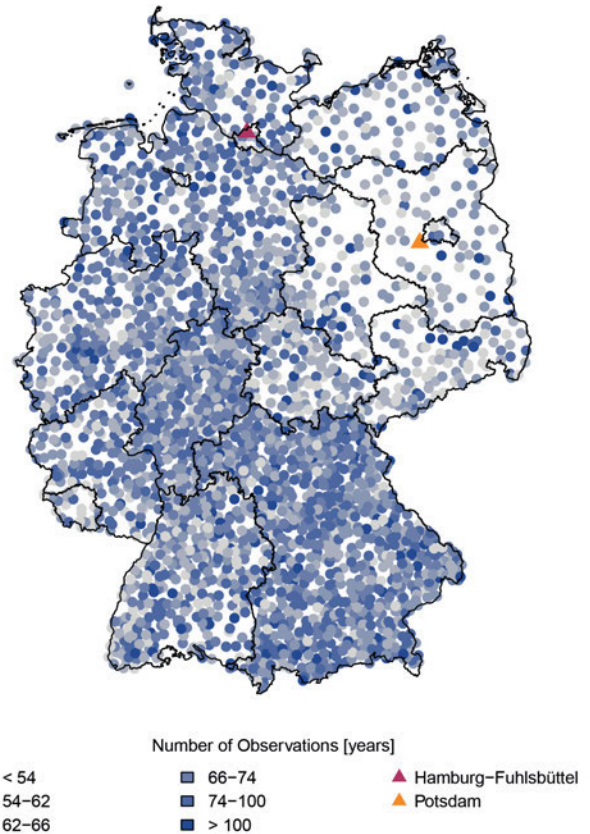 Number of Observations [years]
< 54
66−74
Hamburg−Fuhlsbüttel
54−62
74−100
Potsdam
62−66
> 100